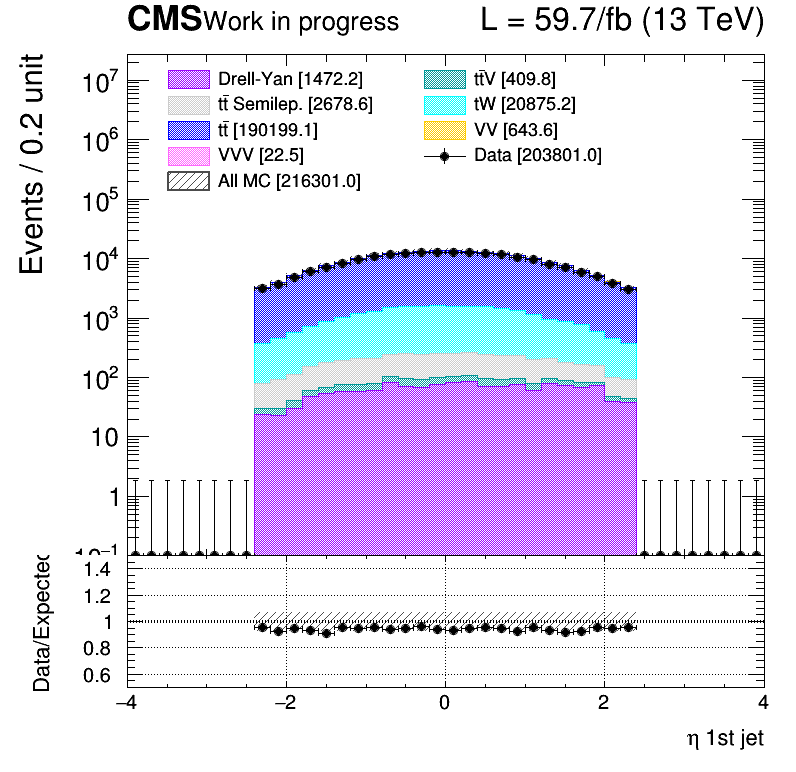 CMS Work in progress L = 59.7/fb (13 TeV)
Events / 0.2 unit
Drell-Yan [1472.2] tt̄V [409.8]
tt̄ Semilep. [2678.6] tW [20875.2]
tt̄ [190199.1] VV [643.6]
VVV [22.5] Data [203801.0]
All MC [216301.0]
10⁷
10⁶
10⁵
10⁴
10³
10²
10
1
10⁻¹
Data/Expected
1.4
1.2
1
0.8
0.6
−4 −2 0 2 4
η 1st jet